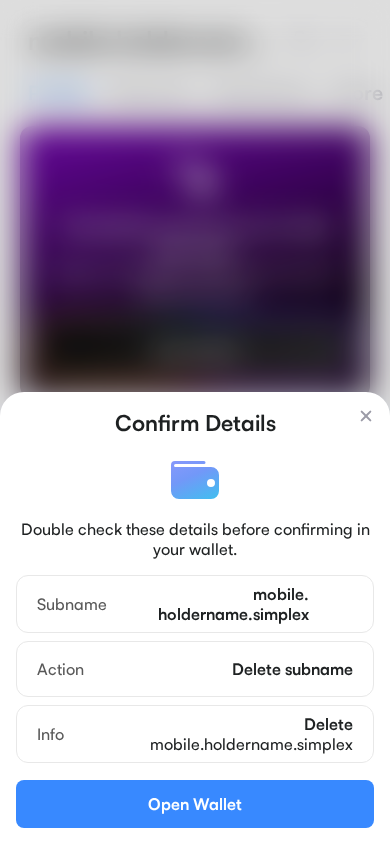 Confirm Details
Double check these details before confirming in
your wallet.
Subname
mobile.
holdername.simplex
Action
Delete subname
Info
Delete
mobile.holdername.simplex
Open Wallet